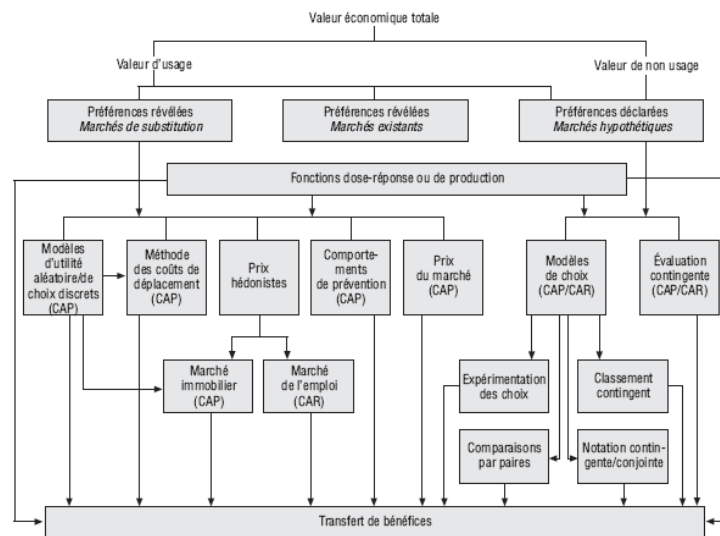 Valeur économique totale
Valeur d'usage
Valeur de non usage
Préférences révélées
Marchés de substitution
Préférences révélées
Marchés existants
Préférences déclarées
Marchés hypothétiques
Fonctions dose-réponse ou de production
Modèles
d'utilité
aléatoire/de
choix discrets
(CAP)
Méthode
des coûts de
déplacement
(CAP)
Prix
hédonistes
Comporte-
ments
de prévention
(CAP)
Prix
du marché
(CAP)
Modèles
de choix
(CAP/CAR)
Évaluation
contingente
(CAP/CAR)
Marché
immobilier
(CAP)
Marché
de l'emploi
(CAR)
Expérimentation
des choix
Classement
contingent
Comparaisons
par paires
Notation contin-
gente/conjointe
Transfert de bénéfices